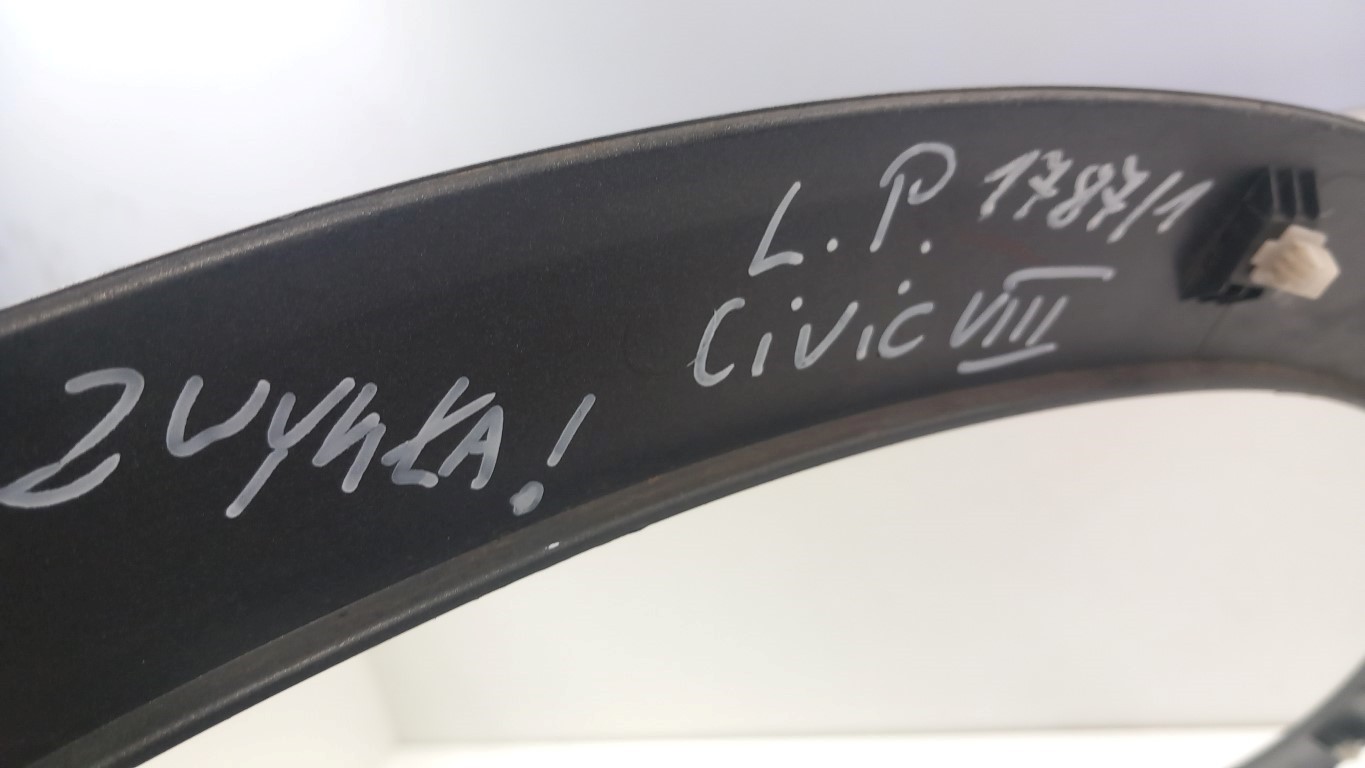 L.P. 1787/1
CiViC VIII
ZWYKŁA!